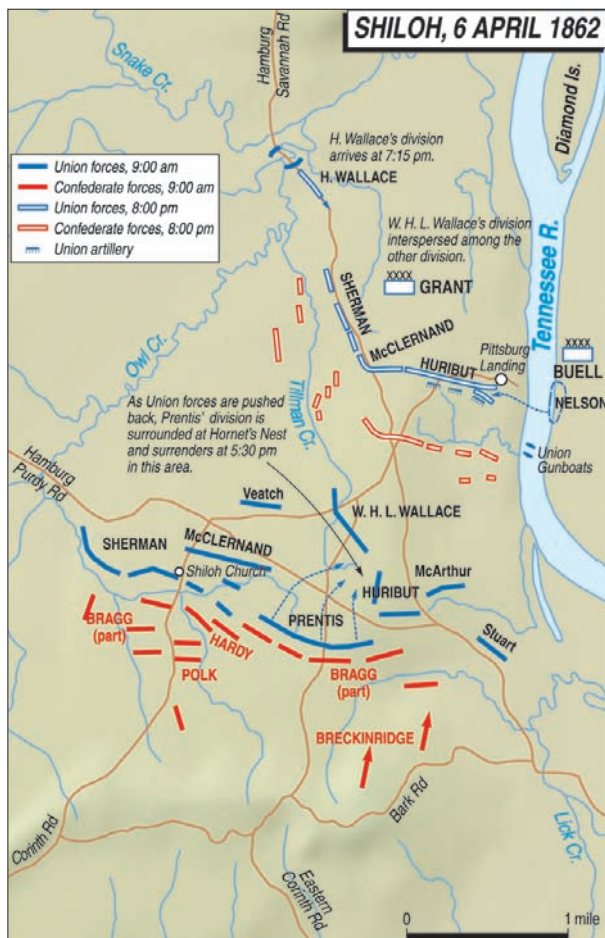 SHILOH, 6 APRIL 1862
Hamburg
Savannah Rd
Snake Cr.
Diamond Is.
Union forces, 9:00 am
Confederate forces, 9:00 am
Union forces, 8:00 pm
Confederate forces, 8:00 pm
Union artillery
H. Wallace's division
arrives at 7:15 pm.
H. WALLACE
W. H. L. Wallace's division
interspersed among the
other division.
XXXX
GRANT
Tennessee R.
SHERMAN
McCLERNAND
HURIBUT
Pittsburg
Landing
XXXX
BUELL
NELSON
Owl Cr.
Tillman Cr.
As Union forces are pushed
back, Prentis' division is
surrounded at Hornet's Nest
and surrenders at 5:30 pm
in this area.
Union
Gunboats
Hamburg
Purdy Rd
Veatch
W. H. L. WALLACE
SHERMAN
McCLERNAND
Shiloh Church
McArthur
HURIBUT
PRENTIS
Stuart
BRAGG
(part)
HARDY
POLK
BRAGG
(part)
BRECKINRIDGE
Bark Rd
Lick Cr.
Corinth Rd
Eastern
Corinth Rd
0 1 mile